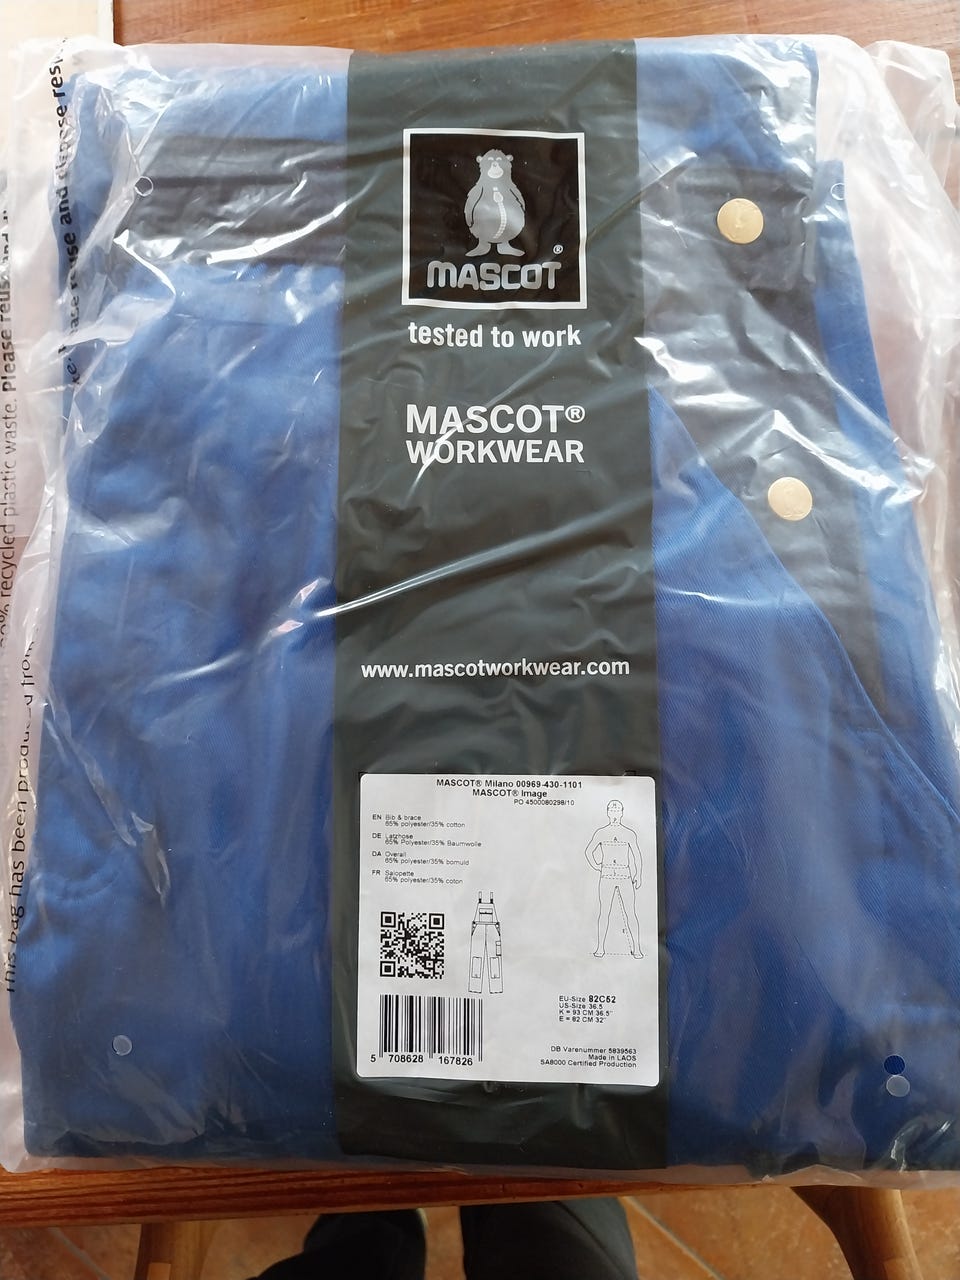 MASCOT®
tested to work
MASCOT®
WORKWEAR
www.mascotworkwear.com
MASCOT® Milano 00969-430-1101
MASCOT® Image
PO 4500080298/10
EN Bib & brace
65% polyester/35% cotton
DE Latzhose
65% Polyester/35% Baumwolle
DA Overall
65% polyester/35% bomuld
FR Salopette
65% polyester/35% coton
EU-Size 82C52
US-Size 36.5
K = 93 CM 36.5"
E = 82 CM 32"
5 708628 167826
DB Varenummer 5839563
Made in LAOS
SA8000 Certified Production
This bag has been produced from
recycled plastic waste. Please reuse and
reuse and dispose